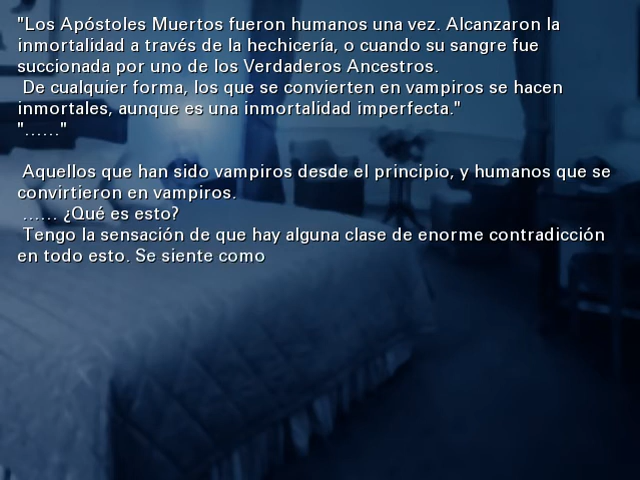 "Los Apóstoles Muertos fueron humanos una vez. Alcanzaron la
inmortalidad a través de la hechicería, o cuando su sangre fue
succionada por uno de los Verdaderos Ancestros.
De cualquier forma, los que se convierten en vampiros se hacen
inmortales, aunque es una inmortalidad imperfecta."
"……"
Aquellos que han sido vampiros desde el principio, y humanos que se
convirtieron en vampiros.
…… ¿Qué es esto?
Tengo la sensación de que hay alguna clase de enorme contradicción
en todo esto. Se siente como